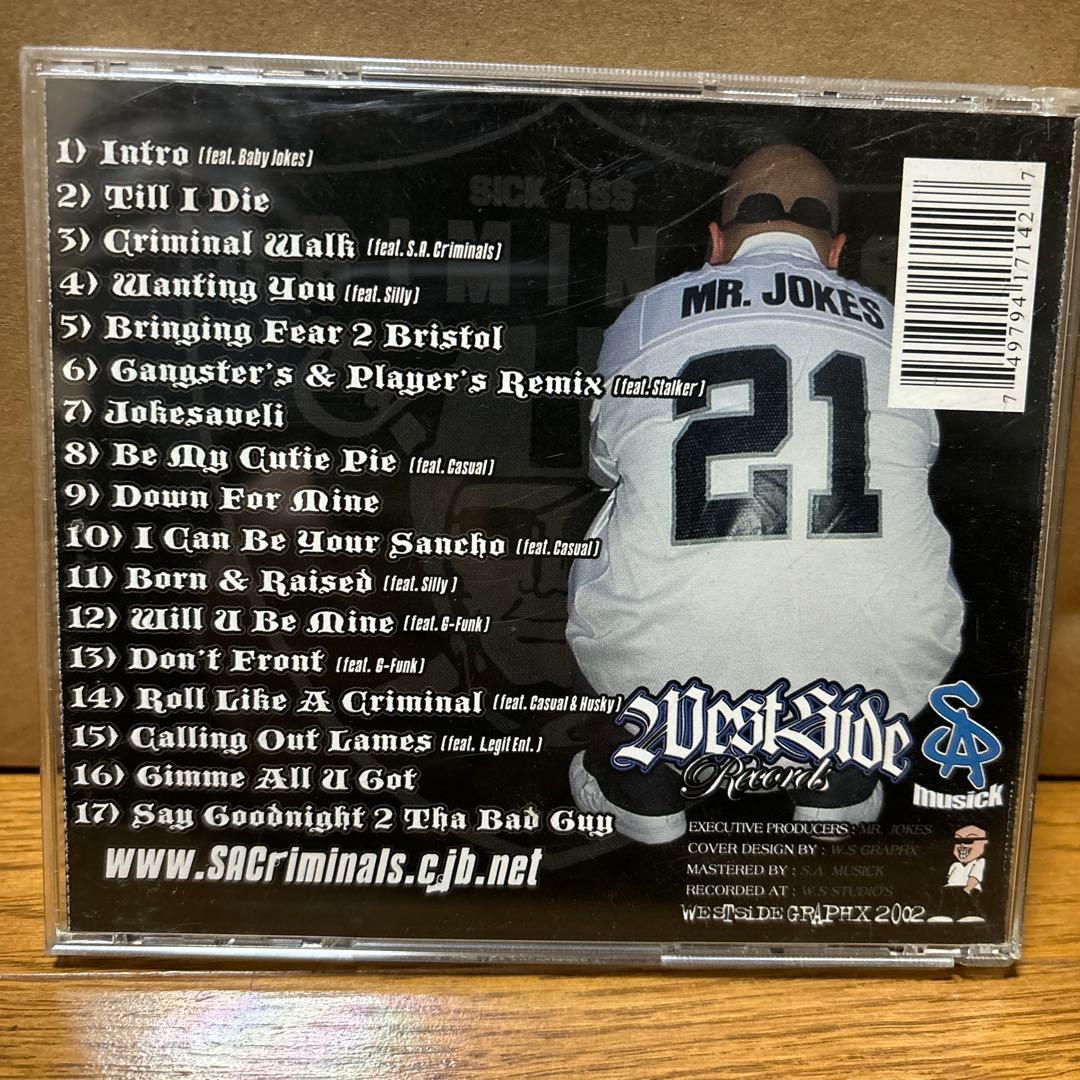 1) Intro (feat. Baby Jokes)
2) Till I Die
3) Criminal Walk (feat. S.A. Criminals)
4) Wanting You (feat. Silly)
5) Bringing Fear 2 Bristol
6) Gangster's & Player's Remix (feat. Stalker)
7) Jokesaveli
8) Be My Cutie Pie (feat. Casual)
9) Down For Mine
10) I Can Be Your Sancho (feat. Casual)
11) Born & Raised (feat. Silly)
12) Will U Be Mine (feat. G-Funk)
13) Don't Front (feat. G-Funk)
14) Roll Like A Criminal (feat. Casual & Husky)
15) Calling Out Lames (feat. Legit Ent.)
16) Gimme All U Got
17) Say Goodnight 2 Tha Bad Guy
www.SACriminals.cjb.net
SICK ASS
MR. JOKES
21
7 49794 17142 7
WestSide
Records
SA
musick
EXECUTIVE PRODUCERS : MR. JOKES
COVER DESIGN BY : W.S GRAPHX
MASTERED BY : S.A. MUSICK
RECORDED AT : W.S STUDIO'S
WESTSIDE GRAPHX 2002